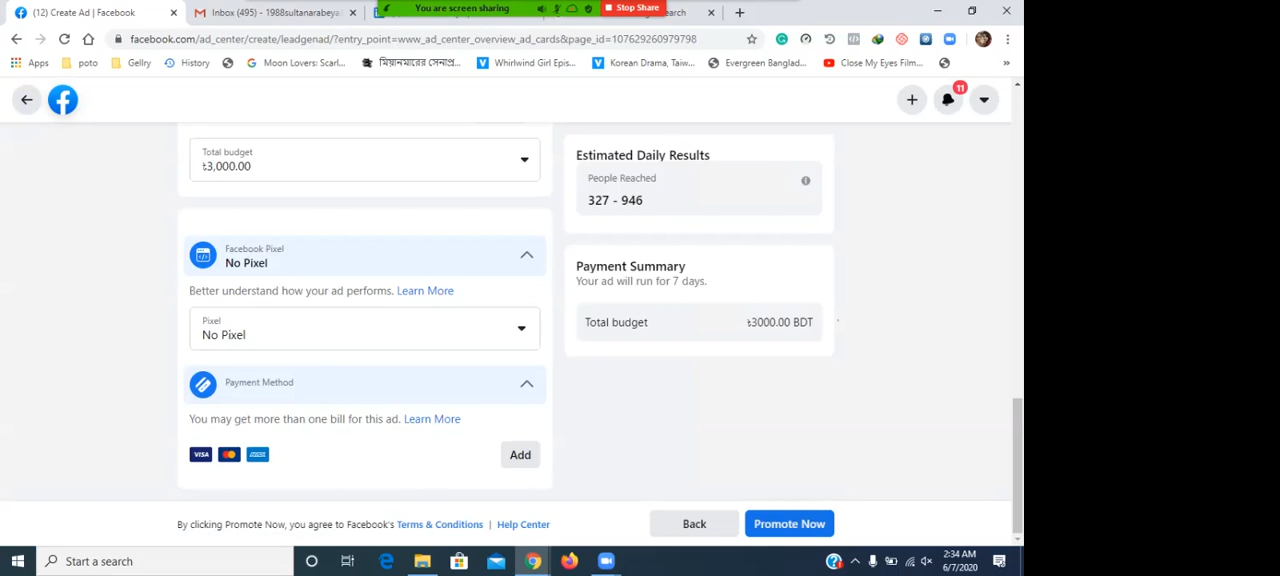 (12) Create Ad | Facebook
Inbox (495) - 1988sultanarabeya
You are screen sharing
Stop Share
search
facebook.com/ad_center/create/leadgenad/?entry_point=www_ad_center_overview_ad_cards&page_id=107629260979798
Apps
poto
Gellry
History
Moon Lovers: Scarl...
মিয়ানমারের সেনাপ্র...
Whirlwind Girl Epis...
Korean Drama, Taiw...
Evergreen Banglad...
Close My Eyes Film...
11
Total budget
৳3,000.00
Estimated Daily Results
People Reached
327 - 946
Facebook Pixel
No Pixel
Better understand how your ad performs. Learn More
Pixel
No Pixel
Payment Summary
Your ad will run for 7 days.
Total budget
৳3000.00 BDT
Payment Method
You may get more than one bill for this ad. Learn More
VISA
Add
By clicking Promote Now, you agree to Facebook's Terms & Conditions | Help Center
Back
Promote Now
Start a search
2:34 AM
6/7/2020